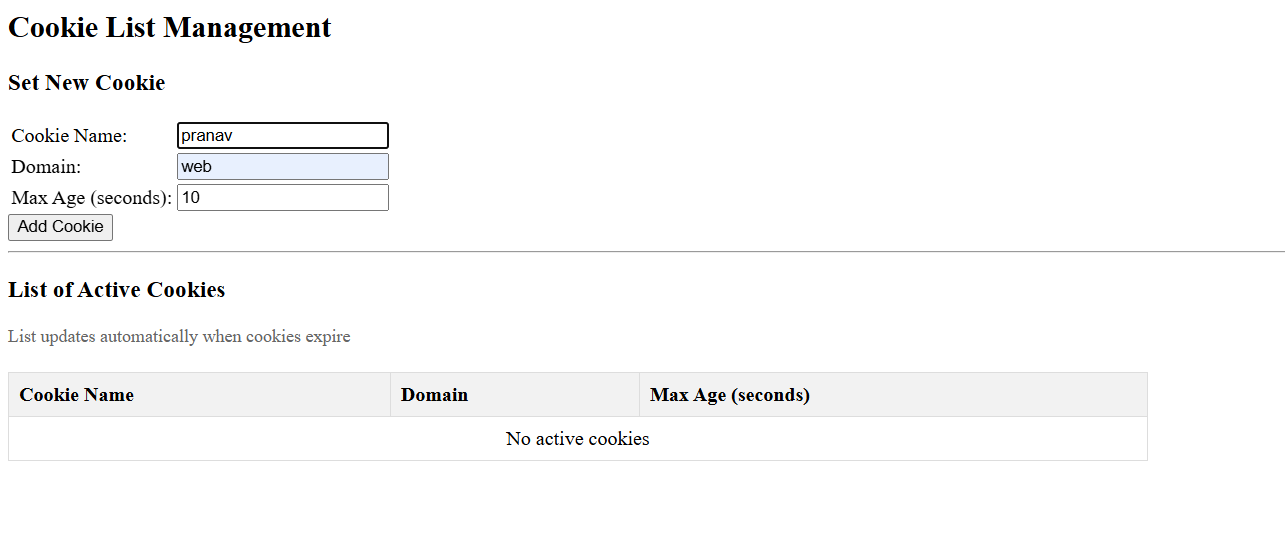 Cookie List Management
Set New Cookie
Cookie Name: pranav
Domain: web
Max Age (seconds): 10
Add Cookie
List of Active Cookies
List updates automatically when cookies expire
Cookie Name Domain Max Age (seconds)
No active cookies